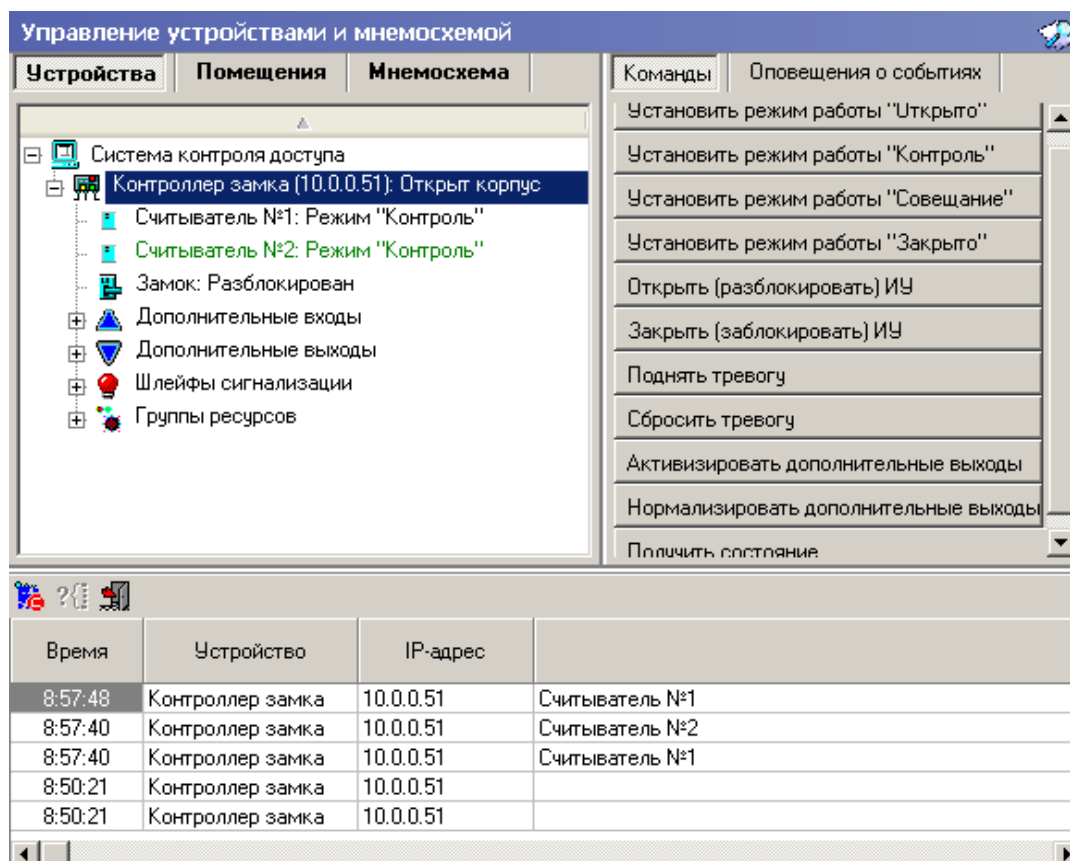 Управление устройствами и мнемосхемой
Устройства
Помещения
Мнемосхема
Система контроля доступа
Контроллер замка (10.0.0.51): Открыт корпус
Считыватель №1: Режим "Контроль"
Считыватель №2: Режим "Контроль"
Замок: Разблокирован
Дополнительные входы
Дополнительные выходы
Шлейфы сигнализации
Группы ресурсов
Команды
Оповещения о событиях
Установить режим работы "Открыто"
Установить режим работы "Контроль"
Установить режим работы "Совещание"
Установить режим работы "Закрыто"
Открыть (разблокировать) ИУ
Закрыть (заблокировать) ИУ
Поднять тревогу
Сбросить тревогу
Активизировать дополнительные выходы
Нормализировать дополнительные выходы
Получить состояние
?{
Время Устройство IP-адрес
8:57:48 Контроллер замка 10.0.0.51 Считыватель №1
8:57:40 Контроллер замка 10.0.0.51 Считыватель №2
8:57:40 Контроллер замка 10.0.0.51 Считыватель №1
8:50:21 Контроллер замка 10.0.0.51
8:50:21 Контроллер замка 10.0.0.51